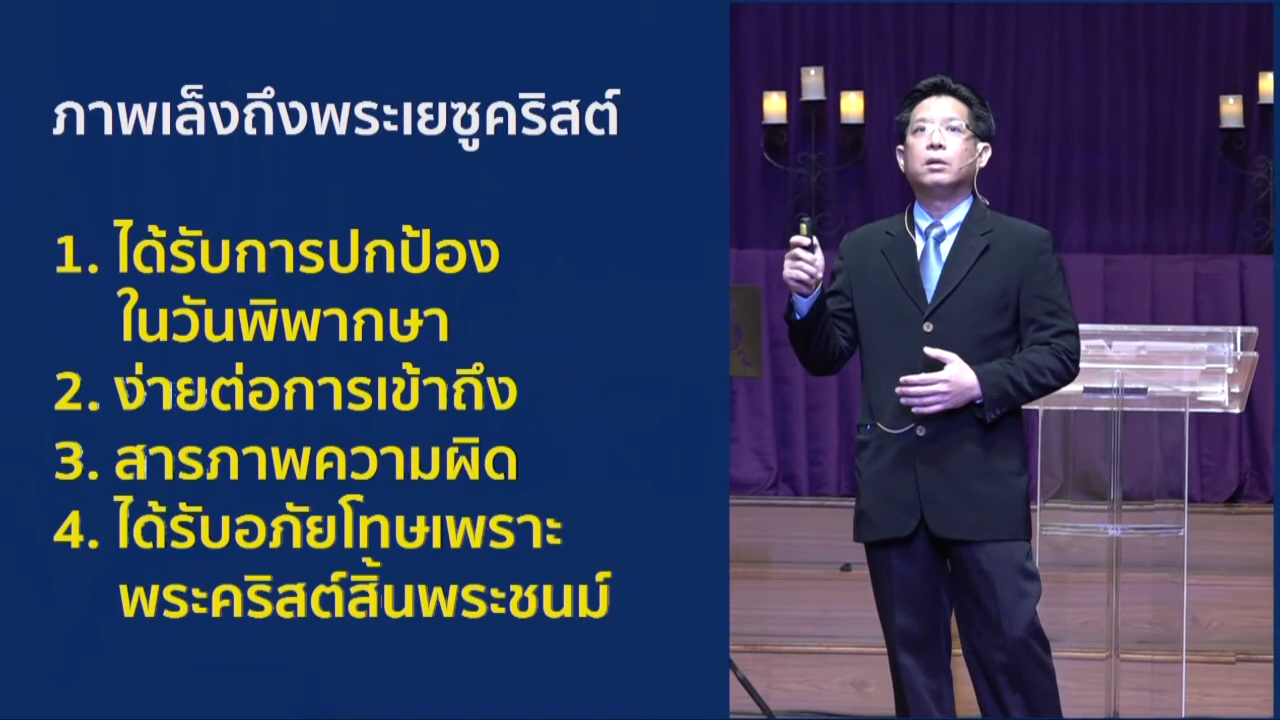 ภาพเล็งถึงพระเยซูคริสต์
1. ได้รับการปกป้อง
ในวันพิพากษา
2. ง่ายต่อการเข้าถึง
3. สารภาพความผิด
4. ได้รับอภัยโทษเพราะ
พระคริสต์สิ้นพระชนม์